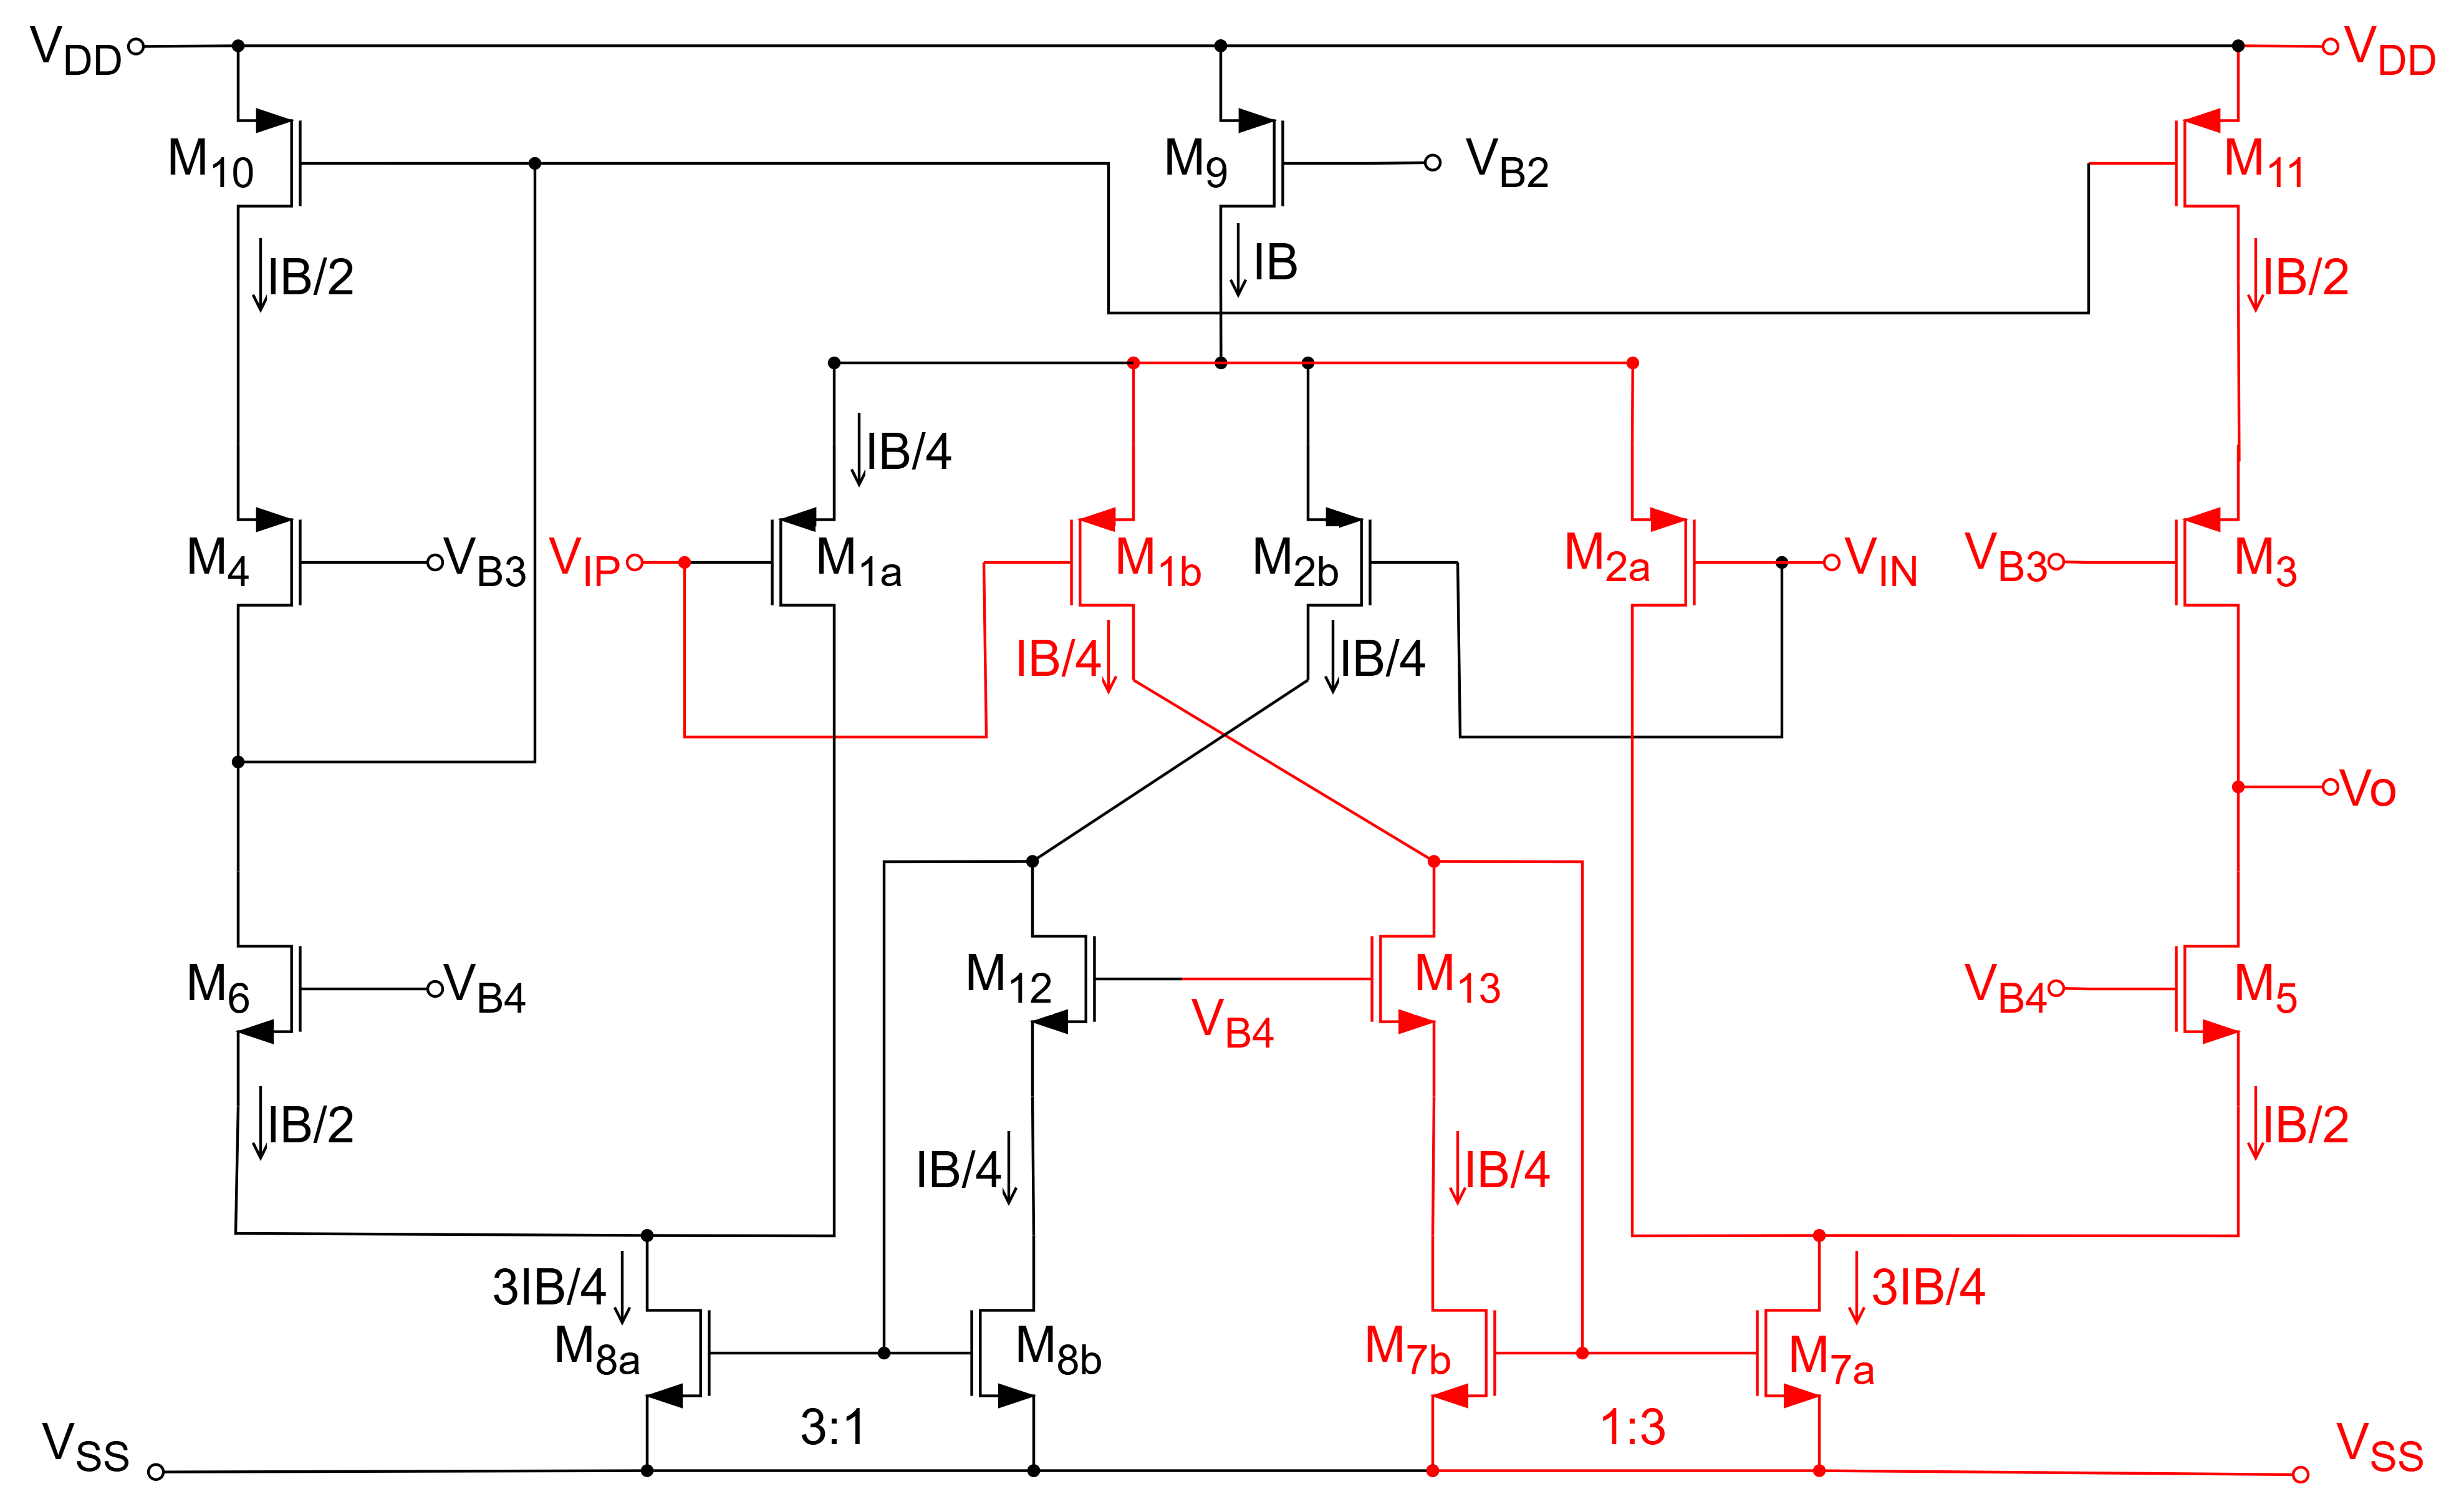 VDD
VDD
M10
M9
VB2
M11
IB/2
IB
IB/2
IB/4
M4
VB3
VIP
M1a
M1b
M2b
M2a
VIN
VB3
M3
IB/4
IB/4
Vo
M6
VB4
M12
VB4
M13
VB4
M5
IB/2
IB/4
IB/4
IB/2
3IB/4
3IB/4
M8a
M8b
M7b
M7a
3:1
1:3
VSS
VSS